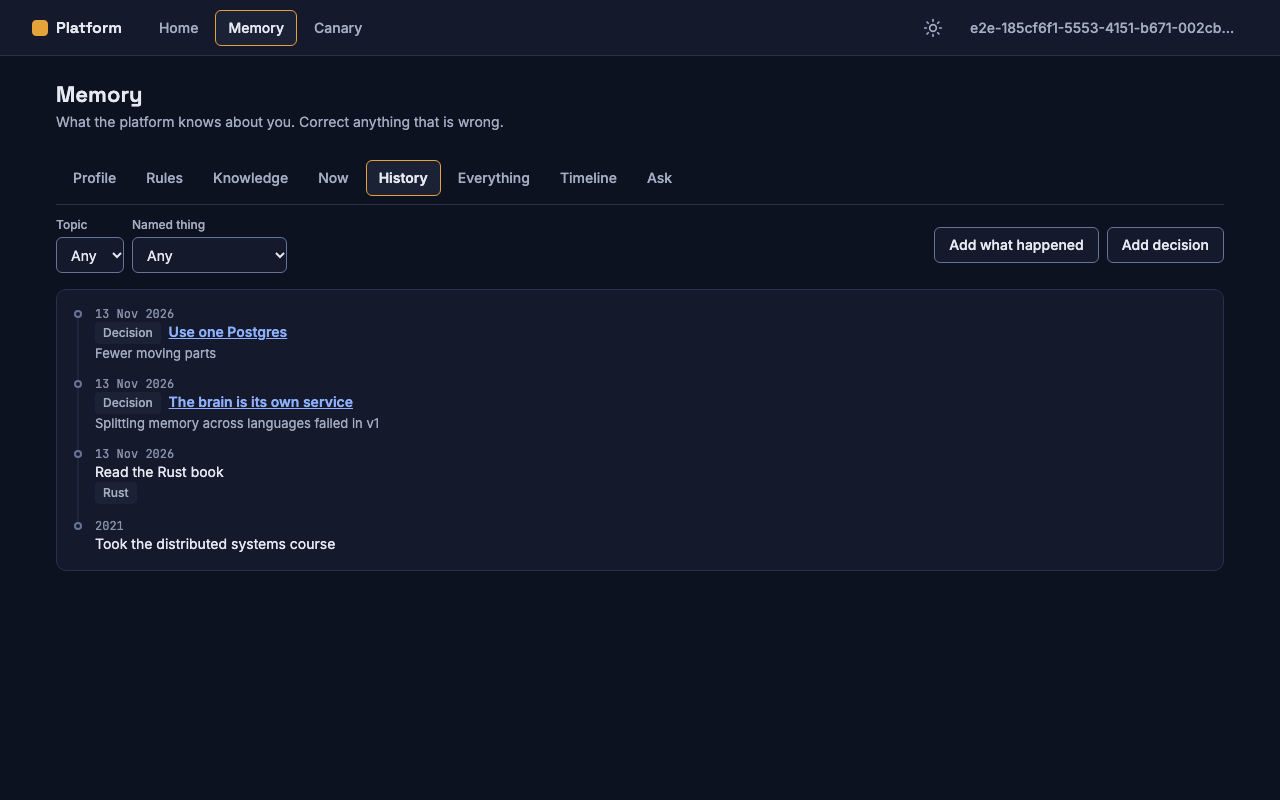 Platform Home Memory Canary e2e-185cf6f1-5553-4151-b671-002cb...
Memory
What the platform knows about you. Correct anything that is wrong.
Profile Rules Knowledge Now History Everything Timeline Ask
Topic Named thing
Any Any Add what happened Add decision
13 Nov 2026
Decision Use one Postgres
Fewer moving parts
13 Nov 2026
Decision The brain is its own service
Splitting memory across languages failed in v1
13 Nov 2026
Read the Rust book
Rust
2021
Took the distributed systems course